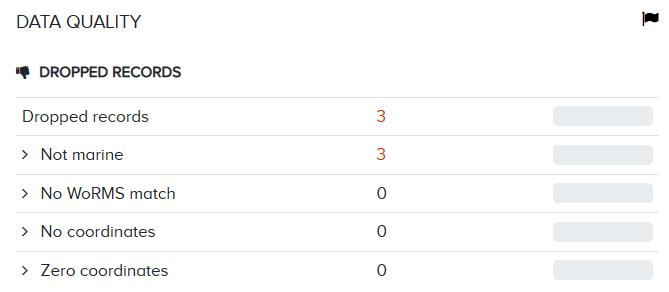 DATA QUALITY
DROPPED RECORDS
Dropped records 3
Not marine 3
No WoRMS match 0
No coordinates 0
Zero coordinates 0